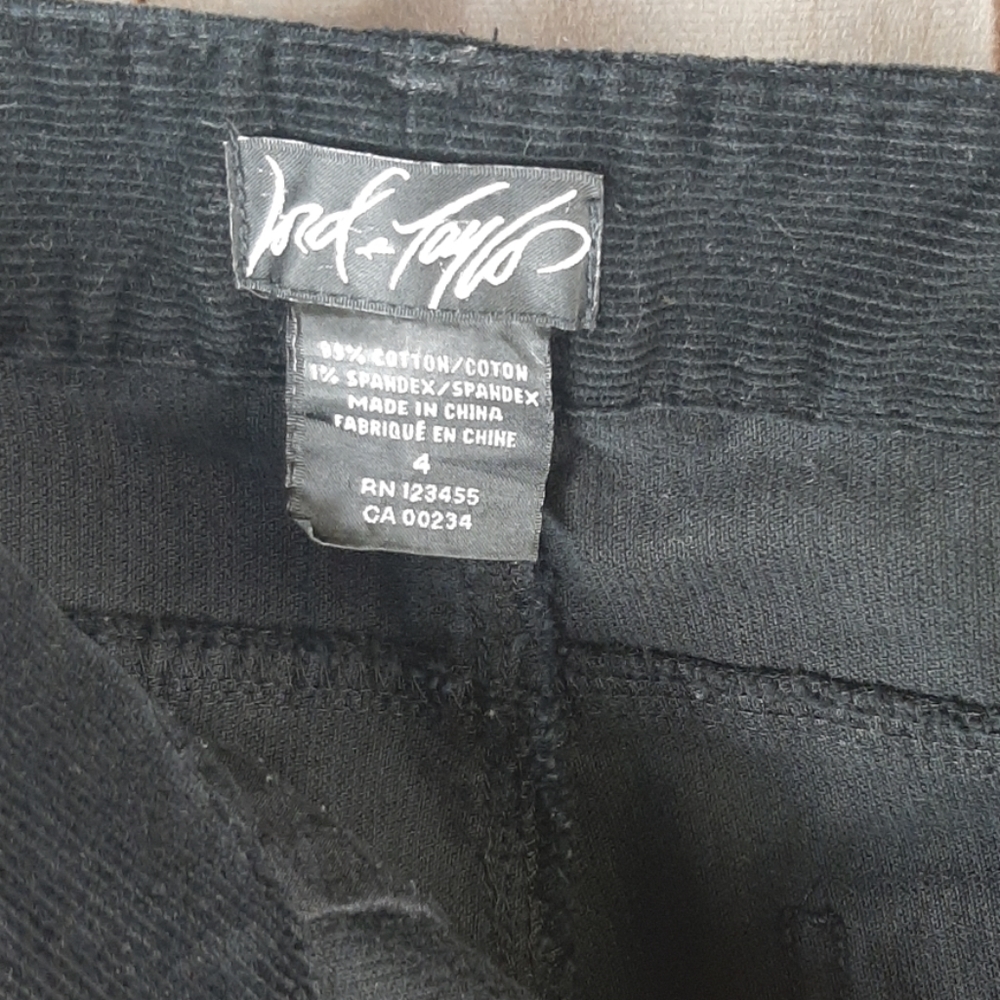 Lord & Taylor
99% COTTON/COTON
1% SPANDEX/SPANDEX
MADE IN CHINA
FABRIQUÉ EN CHINE
4
RN 123455
CA 00234